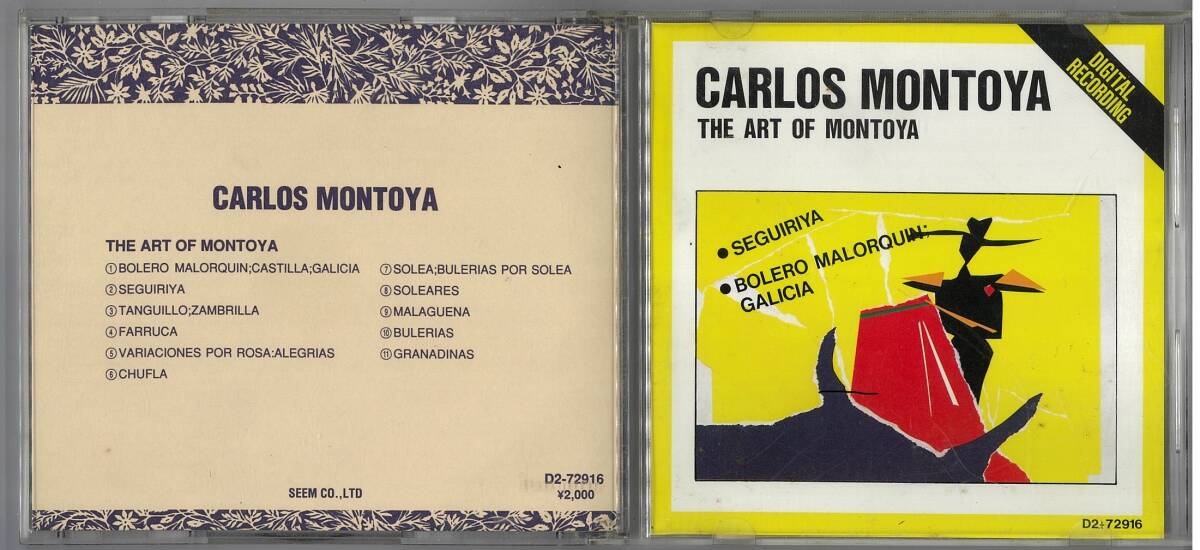 CARLOS MONTOYA
THE ART OF MONTOYA
①BOLERO MALORQUIN;CASTILLA;GALICIA
②SEGUIRIYA
③TANGUILLO;ZAMBRILLA
④FARRUCA
⑤VARIACIONES POR ROSA:ALEGRIAS
⑥CHUFLA
⑦SOLEA;BULERIAS POR SOLEA
⑧SOLEARES
⑨MALAGUENA
⑩BULERIAS
⑪GRANADINAS
D2-72916
¥2,000
SEEM CO.,LTD
CARLOS MONTOYA
THE ART OF MONTOYA
DIGITAL
RECORDING
●SEGUIRIYA
●BOLERO MALORQUIN;
GALICIA
D2-72916